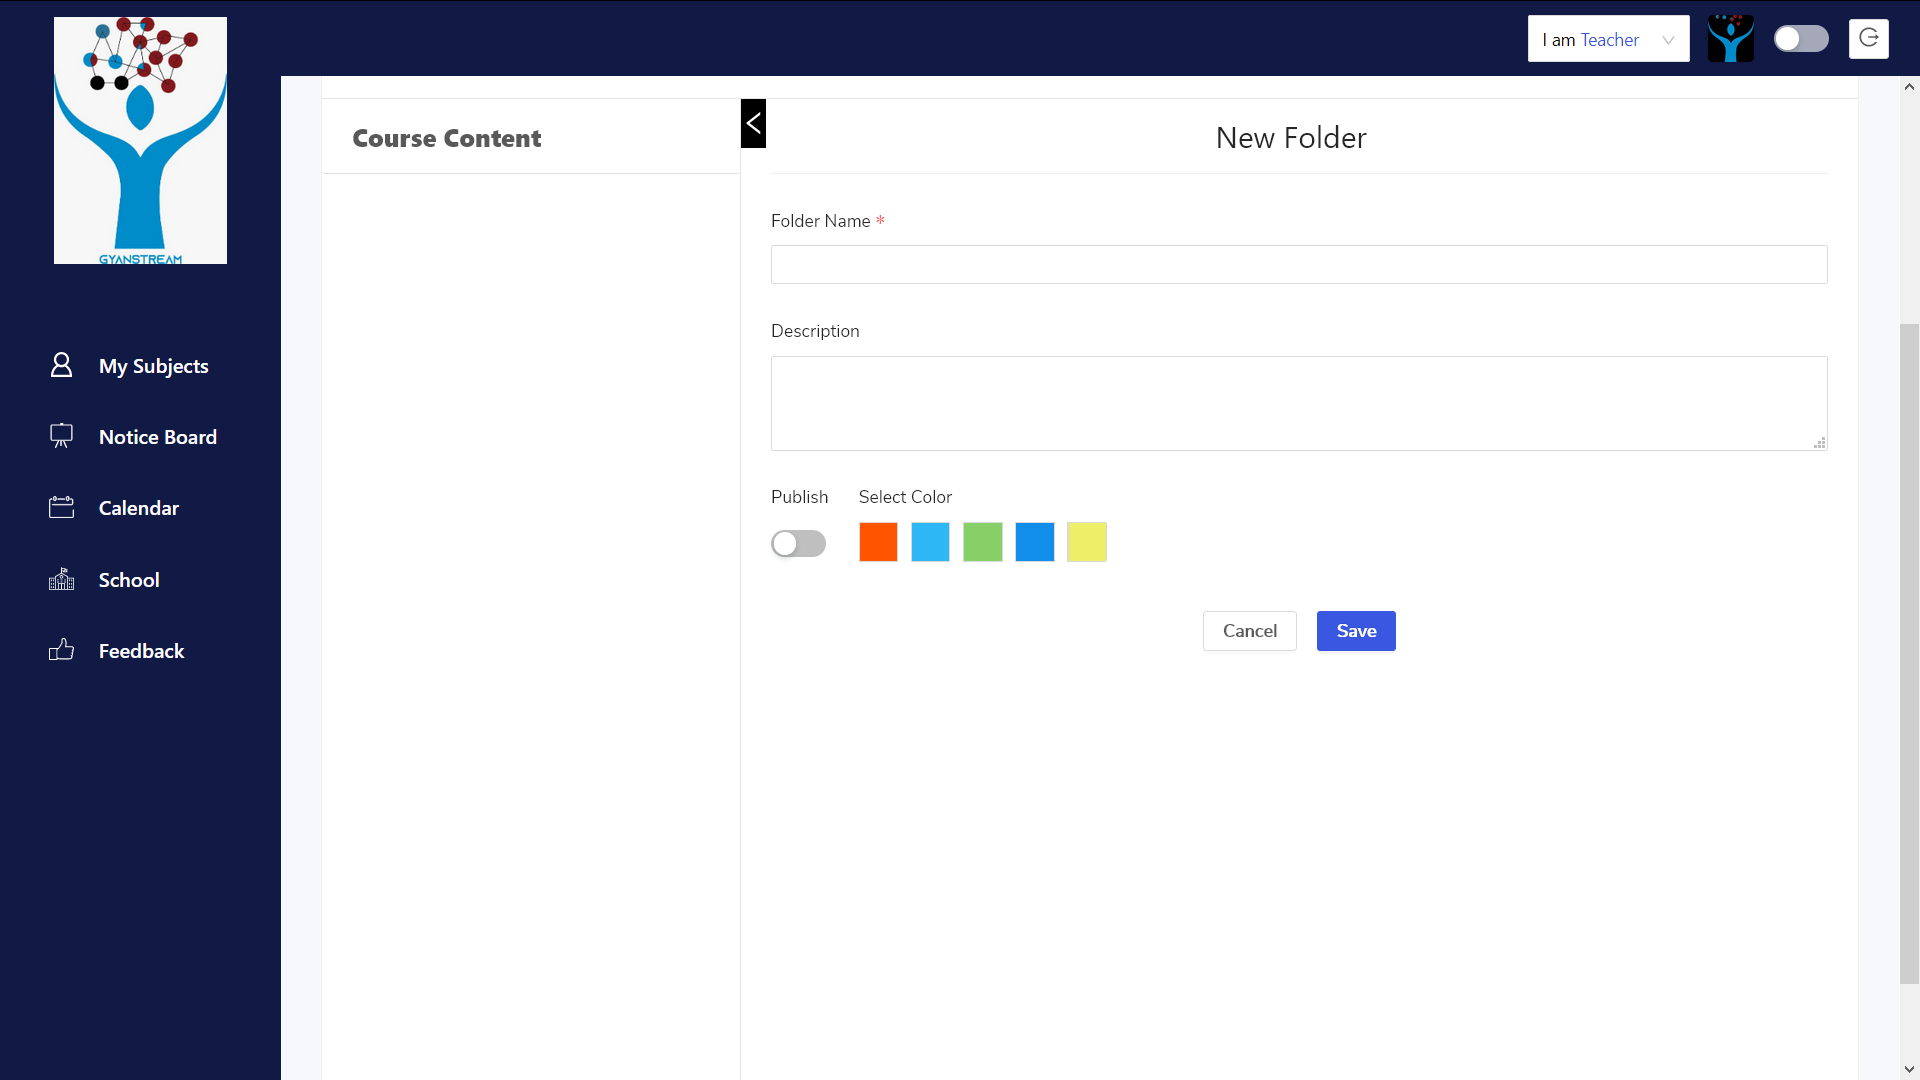 GYANSTREAM
I am Teacher
My Subjects
Notice Board
Calendar
School
Feedback
Course Content
New Folder
Folder Name *
Description
Publish
Select Color
Cancel
Save